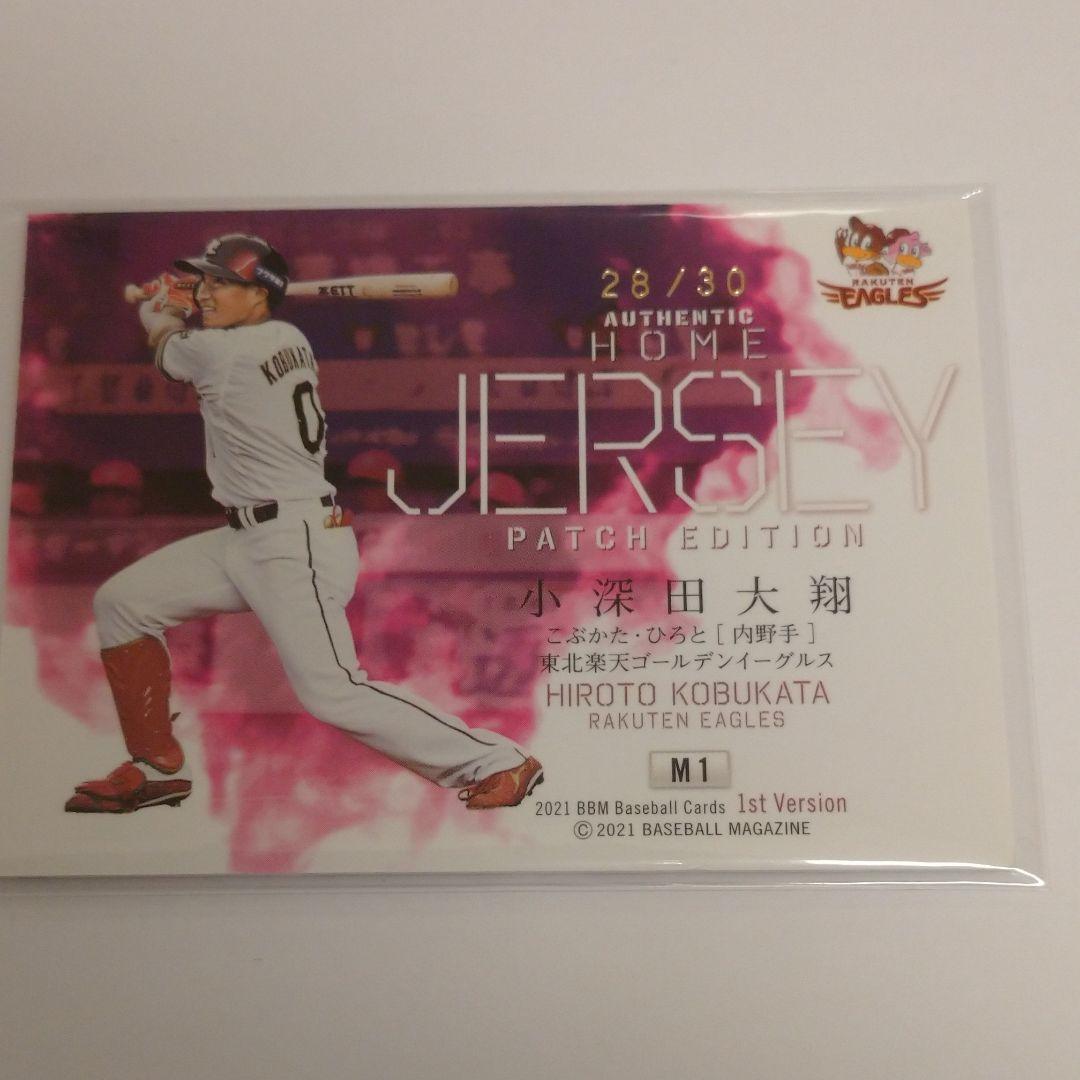 RAKUTEN
EAGLES
28/30
AUTHENTIC
HOME
JERSEY
PATCH EDITION
ZETT
KOBUKATA
0
小深田大翔
こぶかた・ひろと [ 内野手 ]
東北楽天ゴールデンイーグルス
HIROTO KOBUKATA
RAKUTEN EAGLES
M1
2021 BBM Baseball Cards 1st Version
© 2021 BASEBALL MAGAZINE